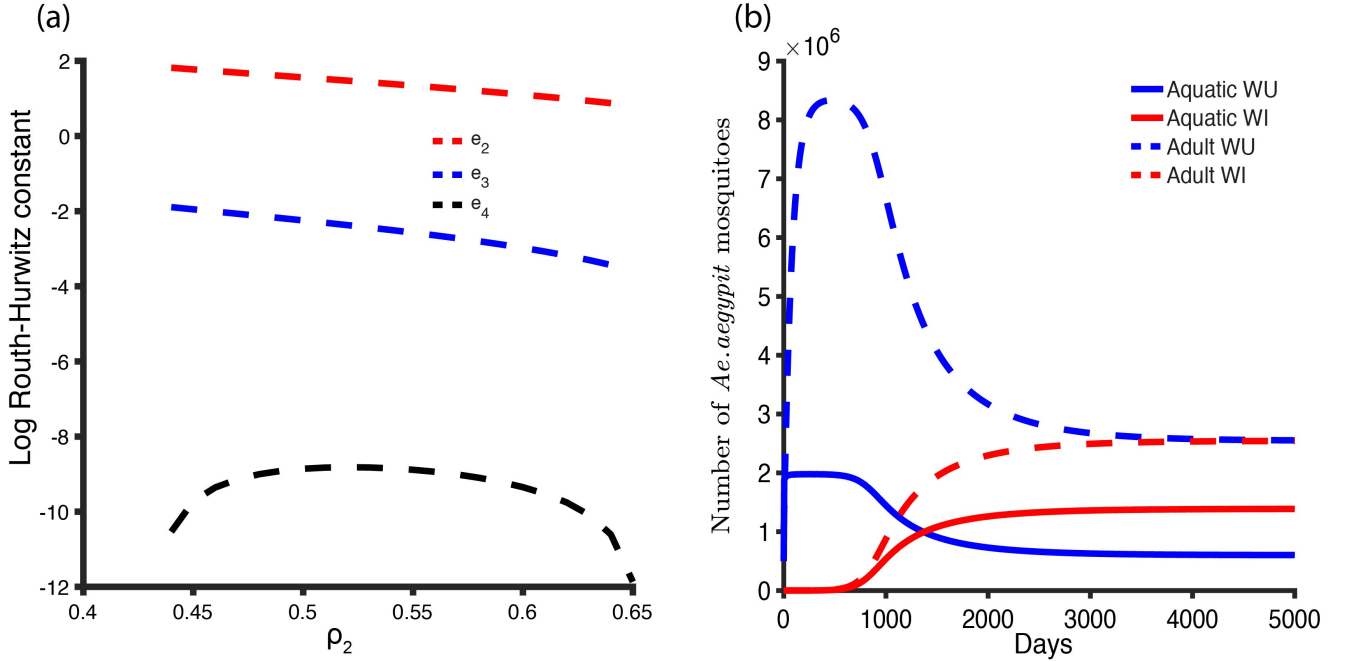 (a)
Log Routh-Hurwitz constant
2
0
-2
-4
-6
-8
-10
-12
0.4
0.45
0.5
0.55
0.6
0.65
ρ2
e2
e3
e4
(b)
×10^6
Number of Ae.aegypit mosquitoes
9
8
7
6
5
4
3
2
1
0
0
1000
2000
3000
4000
5000
Days
Aquatic WU
Aquatic WI
Adult WU
Adult WI